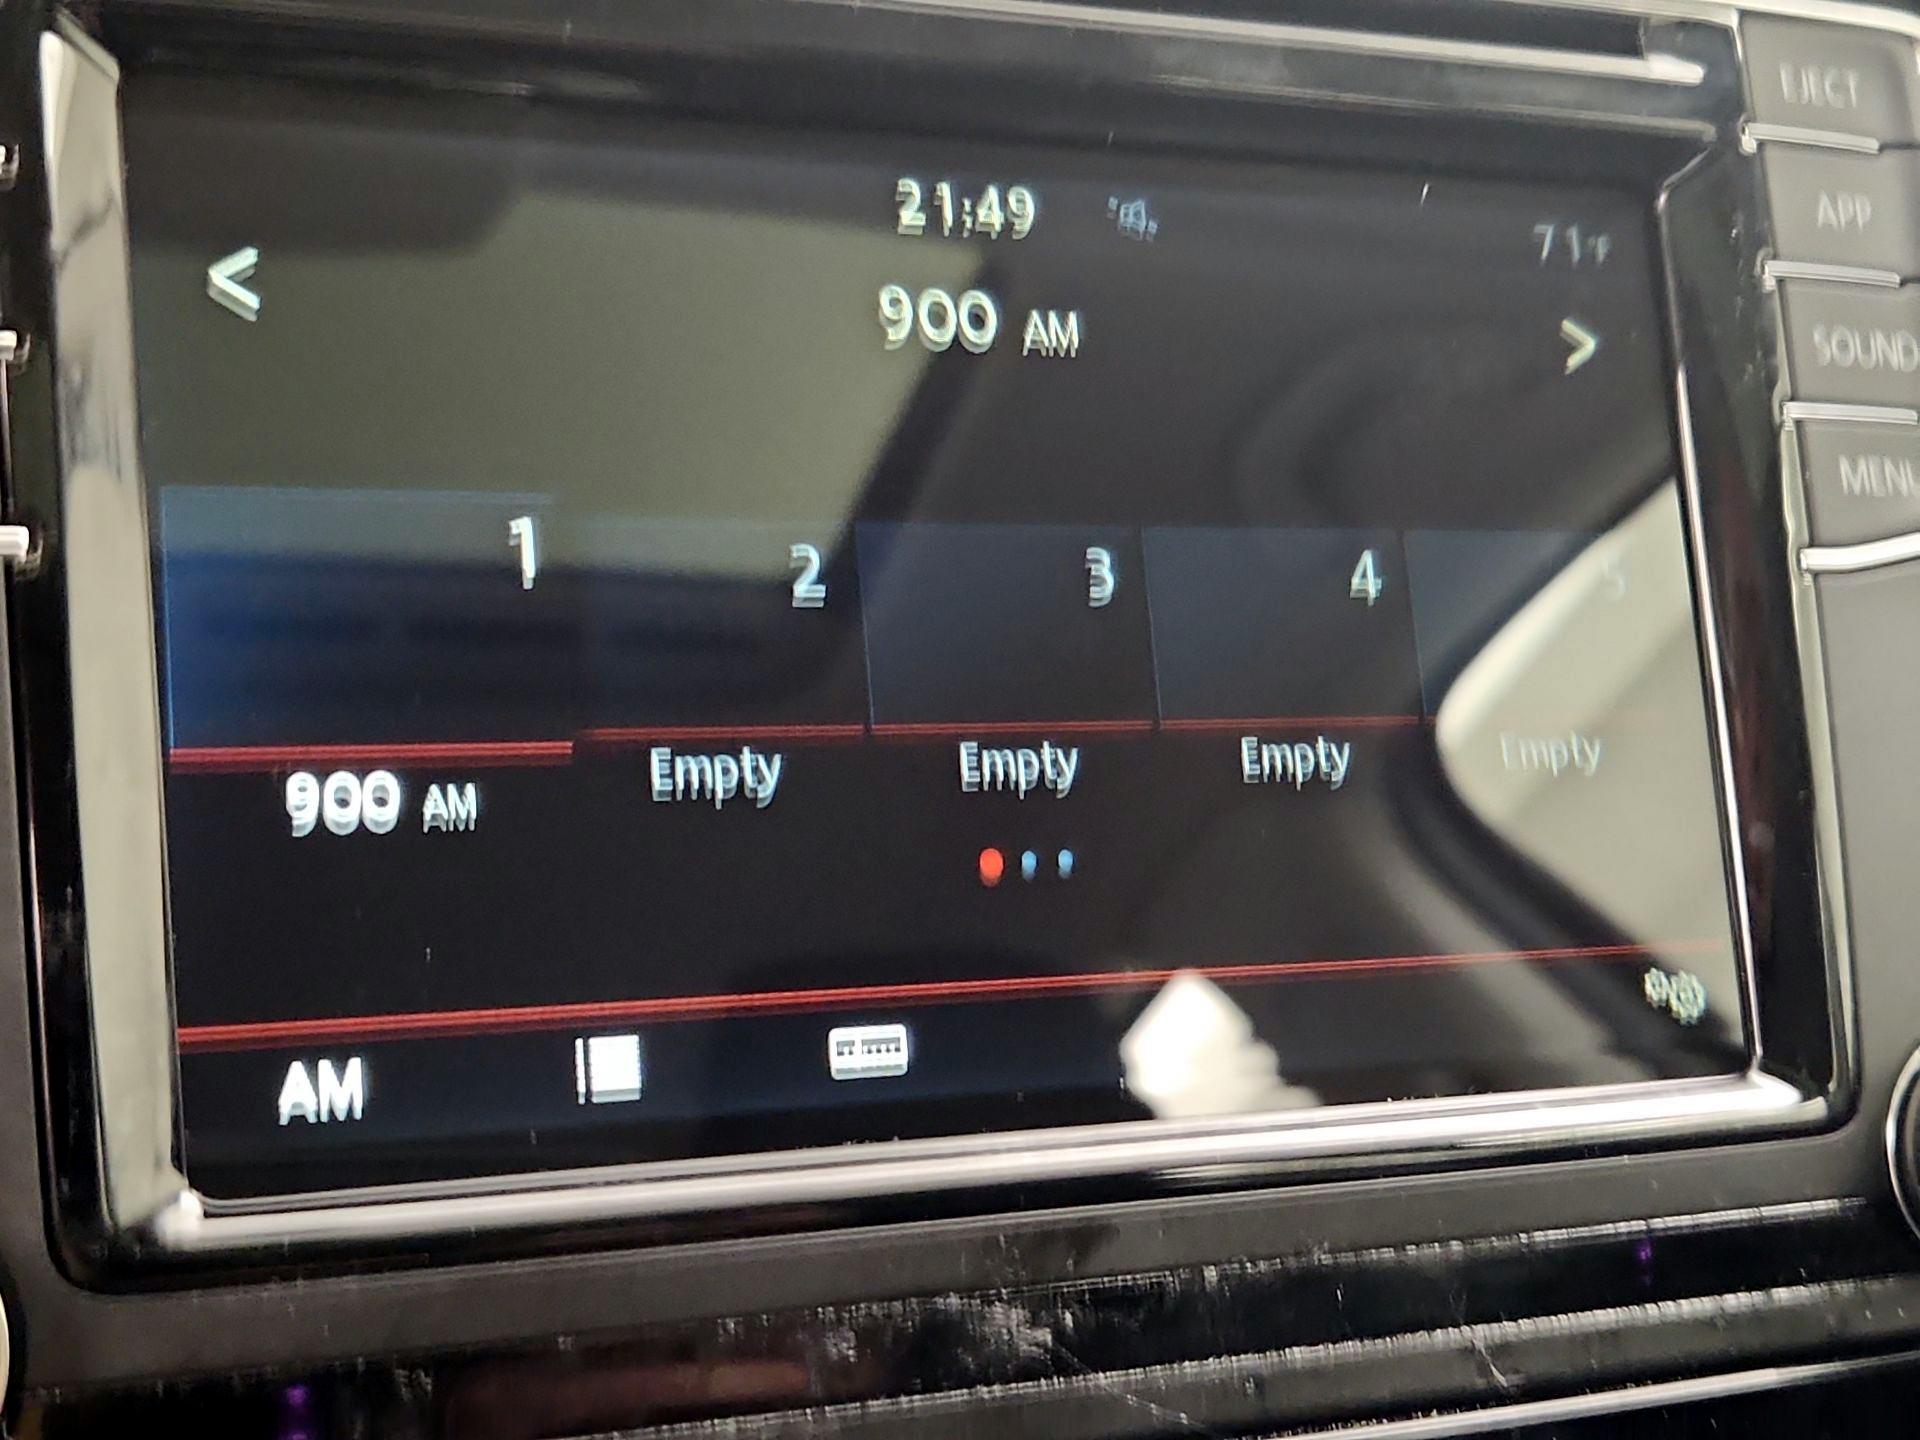 EJECT
APP
SOUND
MENU
21:49
71°F
< 900 AM >
1 2 3 4 5
900 AM Empty Empty Empty Empty
AM